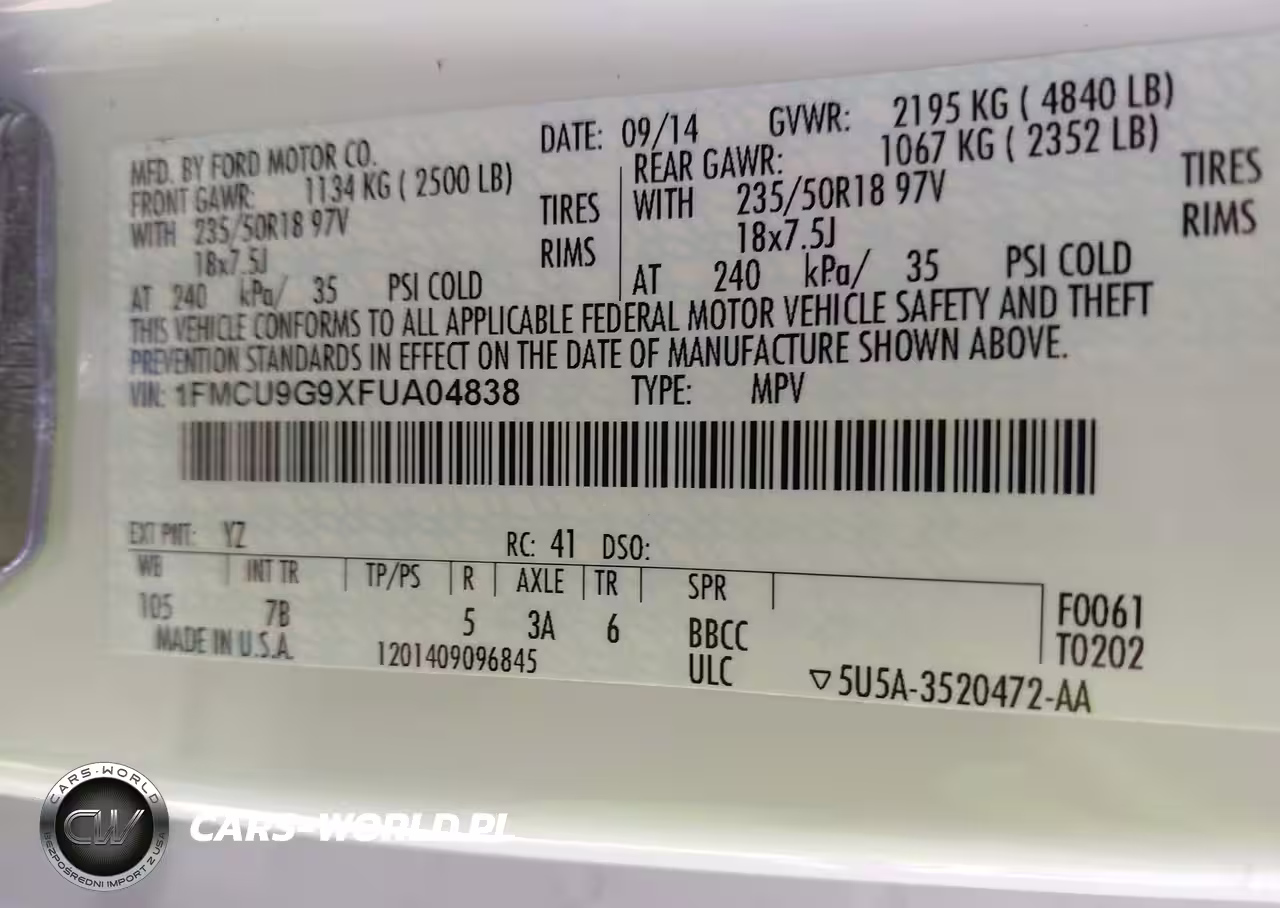 DATE: 09/14 GVWR: 2195 KG ( 4840 LB)
MFD. BY FORD MOTOR CO. REAR GAWR: 1067 KG ( 2352 LB)
FRONT GAWR: 1134 KG ( 2500 LB) TIRES WITH 235/50R18 97V TIRES
WITH 235/50R18 97V RIMS 18x7.5J RIMS
18x7.5J
AT 240 kPa/ 35 PSI COLD AT 240 kPa/ 35 PSI COLD
THIS VEHICLE CONFORMS TO ALL APPLICABLE FEDERAL MOTOR VEHICLE SAFETY AND THEFT
PREVENTION STANDARDS IN EFFECT ON THE DATE OF MANUFACTURE SHOWN ABOVE.
VIN: 1FMCU9G9XFUA04838 TYPE: MPV
EXT PNT: YZ RC: 41 DSO:
WB INT TR TP/PS R AXLE TR SPR
105 7B 5 3A 6 BBCC F0061
MADE IN U.S.A. 1201409096845 ULC T0202
▽5U5A-3520472-AA
CARS-WORLD
CW
BEZPOŚREDNI IMPORT Z USA
CARS-WORLD.PL